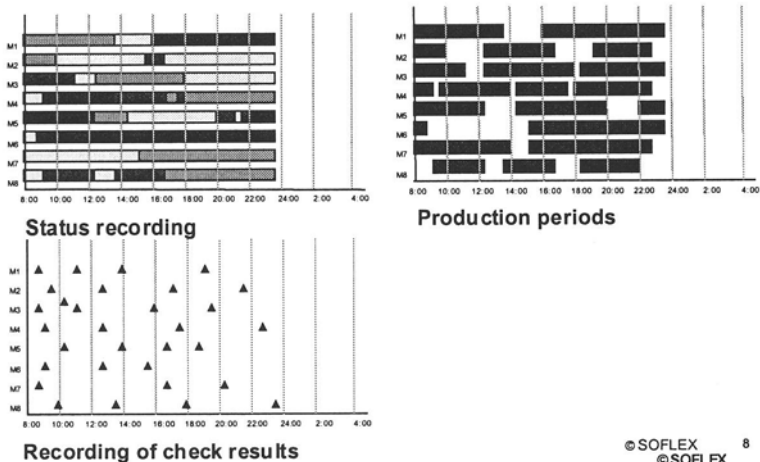 M1
M2
M3
M4
M5
M6
M7
M8
8:00 10:00 12:00 14:00 16:00 18:00 20:00 22:00 24:00 2:00 4:00
Status recording
M1
M2
M3
M4
M5
M6
M7
M8
8:00 10:00 12:00 14:00 16:00 18:00 20:00 22:00 24:00 2:00 4:00
Production periods
M1
M2
M3
M4
M5
M6
M7
M8
8:00 10:00 12:00 14:00 16:00 18:00 20:00 22:00 24:00 2:00 4:00
Recording of check results
©SOFLEX 8
©SOFLEX